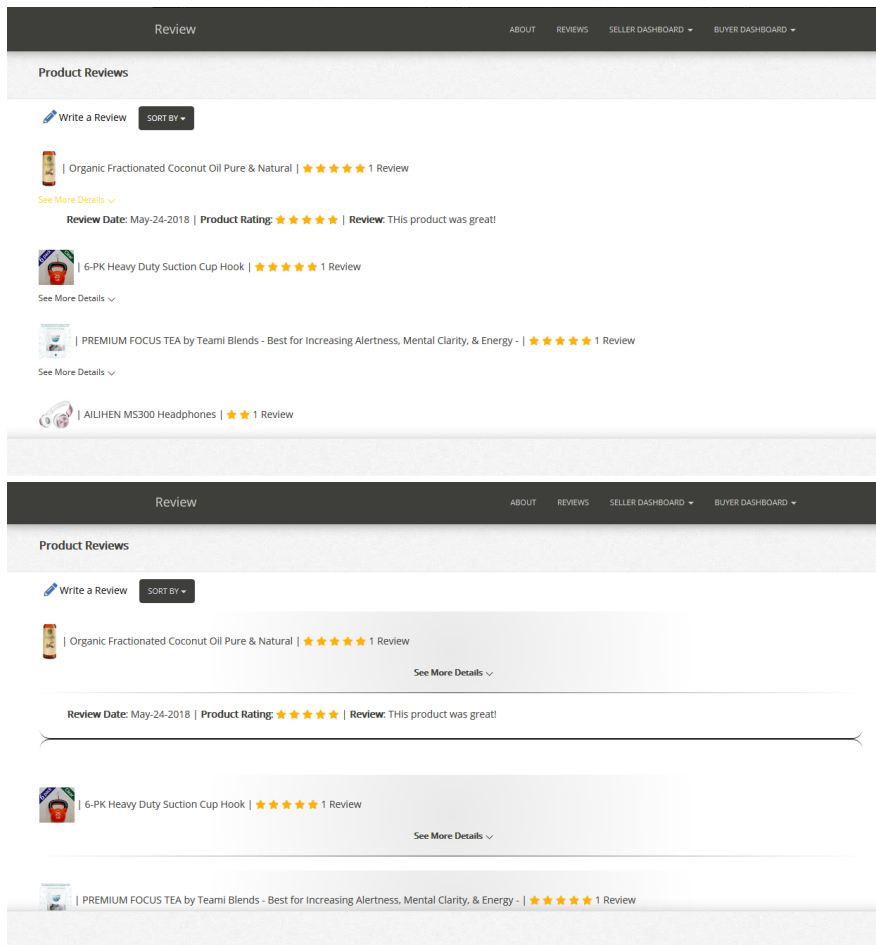 Review ABOUT REVIEWS SELLER DASHBOARD BUYER DASHBOARD
Product Reviews
Write a Review SORT BY
| Organic Fractionated Coconut Oil Pure & Natural | 1 Review
See More Details
Review Date: May-24-2018 | Product Rating: | Review: THis product was great!
| 6-PK Heavy Duty Suction Cup Hook | 1 Review
See More Details
| PREMIUM FOCUS TEA by Teami Blends - Best for Increasing Alertness, Mental Clarity, & Energy - | 1 Review
See More Details
| AILIHEN MS300 Headphones | 1 Review
Review ABOUT REVIEWS SELLER DASHBOARD BUYER DASHBOARD
Product Reviews
Write a Review SORT BY
| Organic Fractionated Coconut Oil Pure & Natural | 1 Review
See More Details
Review Date: May-24-2018 | Product Rating: | Review: THis product was great!
| 6-PK Heavy Duty Suction Cup Hook | 1 Review
See More Details
| PREMIUM FOCUS TEA by Teami Blends - Best for Increasing Alertness, Mental Clarity, & Energy - | 1 Review